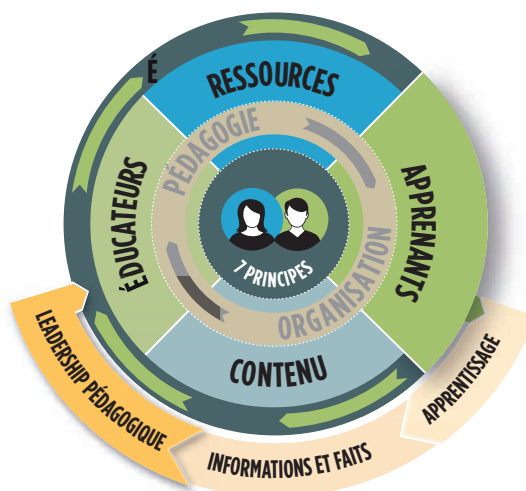 É
RESSOURCES
PÉDAGOGIE
ÉDUCATEURS
APPRENANTS
7 PRINCIPES
ORGANISATION
CONTENU
LEADERSHIP PÉDAGOGIQUE
INFORMATIONS ET FAITS
APPRENTISSAGE